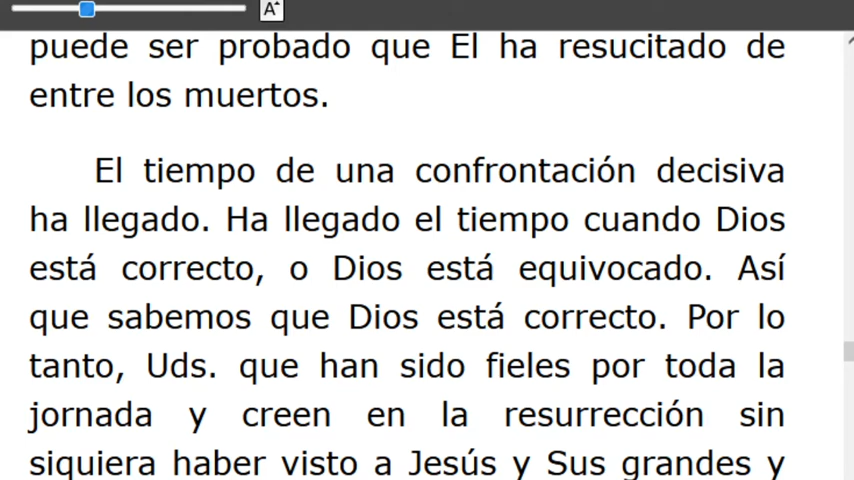 A
puede ser probado que El ha resucitado de
entre los muertos.
El tiempo de una confrontación decisiva
ha llegado. Ha llegado el tiempo cuando Dios
está correcto, o Dios está equivocado. Así
que sabemos que Dios está correcto. Por lo
tanto, Uds. que han sido fieles por toda la
jornada y creen en la resurrección sin
siquiera haber visto a Jesús y Sus grandes y